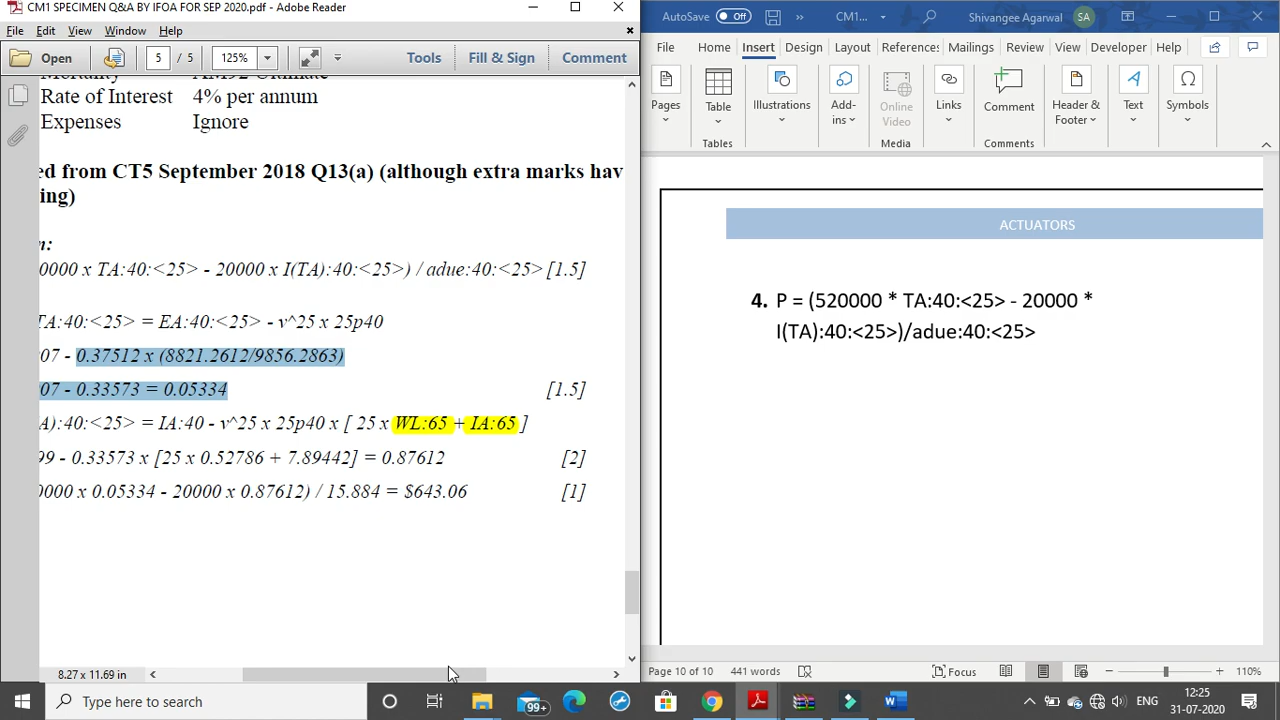 CM1 SPECIMEN Q&A BY IFOA FOR SEP 2020.pdf - Adobe Reader
File Edit View Window Help
Open 5 / 5 125% Tools Fill & Sign Comment
Mortality AM92 Ultimate
Rate of Interest 4% per annum
Expenses Ignore
ed from CT5 September 2018 Q13(a) (although extra marks hav
ing)
n:
0000 x TA:40:<25> - 20000 x I(TA):40:<25>) / adue:40:<25> [1.5]
TA:40:<25> = EA:40:<25> - v^25 x 25p40
07 - 0.37512 x (8821.2612/9856.2863)
07 - 0.33573 = 0.05334 [1.5]
A):40:<25> = IA:40 - v^25 x 25p40 x [ 25 x WL:65 + IA:65 ]
99 - 0.33573 x [25 x 0.52786 + 7.89442] = 0.87612 [2]
0000 x 0.05334 - 20000 x 0.87612) / 15.884 = $643.06 [1]
8.27 x 11.69 in
AutoSave Off CM1... Shivangee Agarwal SA
File Home Insert Design Layout References Mailings Review View Developer Help
Pages Table Illustrations Add-ins Online Video Links Comment Header & Footer Text Symbols
Tables Media Comments
ACTUATORS
4. P = (520000 * TA:40:<25> - 20000 *
I(TA):40:<25>)/adue:40:<25>
Page 10 of 10 441 words Focus 110%
Type here to search 99+ ENG 12:25
31-07-2020